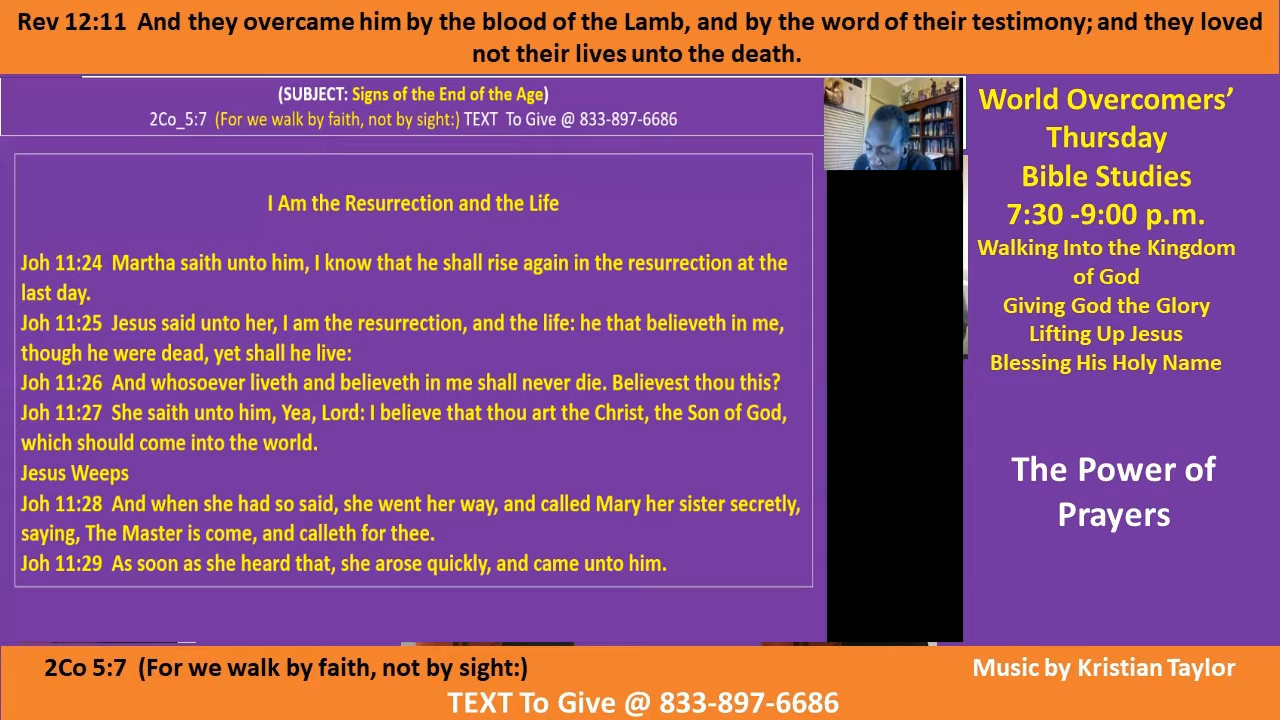 Rev 12:11  And they overcame him by the blood of the Lamb, and by the word of their testimony; and they loved
not their lives unto the death.
(SUBJECT: Signs of the End of the Age)
2Co_5:7  (For we walk by faith, not by sight:) TEXT  To Give @ 833-897-6686
I Am the Resurrection and the Life
Joh 11:24  Martha saith unto him, I know that he shall rise again in the resurrection at the
last day.
Joh 11:25  Jesus said unto her, I am the resurrection, and the life: he that believeth in me,
though he were dead, yet shall he live:
Joh 11:26  And whosoever liveth and believeth in me shall never die. Believest thou this?
Joh 11:27  She saith unto him, Yea, Lord: I believe that thou art the Christ, the Son of God,
which should come into the world.
Jesus Weeps
Joh 11:28  And when she had so said, she went her way, and called Mary her sister secretly,
saying, The Master is come, and calleth for thee.
Joh 11:29  As soon as she heard that, she arose quickly, and came unto him.
World Overcomers’
Thursday
Bible Studies
7:30 -9:00 p.m.
Walking Into the Kingdom
of God
Giving God the Glory
Lifting Up Jesus
Blessing His Holy Name
The Power of
Prayers
2Co 5:7  (For we walk by faith, not by sight:)
Music by Kristian Taylor
TEXT To Give @ 833-897-6686